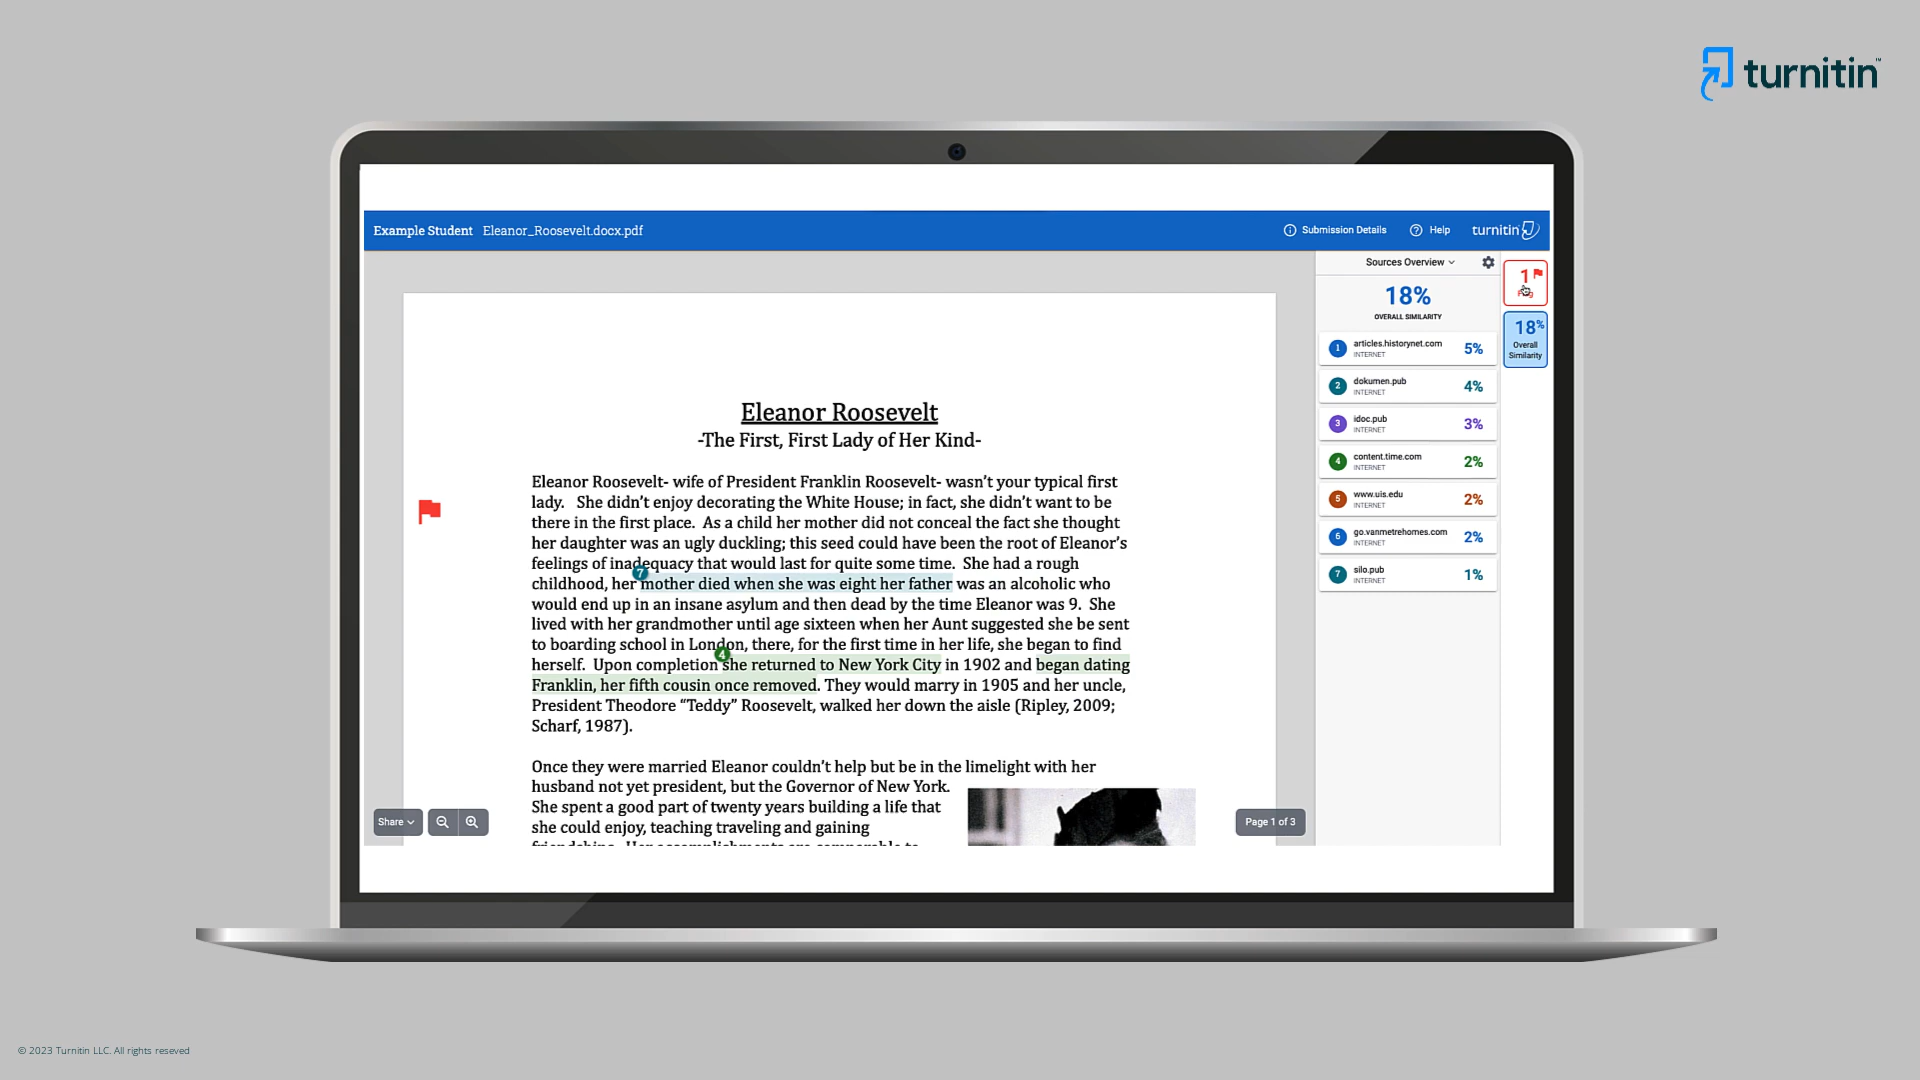 turnitin™
Example Student Eleanor_Roosevelt.docx.pdf
Submission Details Help turnitin
Sources Overview
18%
OVERALL SIMILARITY
1 articles.historynet.com 5%
INTERNET
2 dokumen.pub 4%
INTERNET
3 idoc.pub 3%
INTERNET
4 content.time.com 2%
INTERNET
5 www.uis.edu 2%
INTERNET
6 go.vanmetrehomes.com 2%
INTERNET
7 silo.pub 1%
INTERNET
1
18%
Overall
Similarity
Eleanor Roosevelt
-The First, First Lady of Her Kind-
Eleanor Roosevelt- wife of President Franklin Roosevelt- wasn't your typical first
lady. She didn't enjoy decorating the White House; in fact, she didn't want to be
there in the first place. As a child her mother did not conceal the fact she thought
her daughter was an ugly duckling; this seed could have been the root of Eleanor's
feelings of inadequacy that would last for quite some time. She had a rough
7
childhood, her mother died when she was eight her father was an alcoholic who
would end up in an insane asylum and then dead by the time Eleanor was 9. She
lived with her grandmother until age sixteen when her Aunt suggested she be sent
to boarding school in London, there, for the first time in her life, she began to find
4
herself. Upon completion she returned to New York City in 1902 and began dating
Franklin, her fifth cousin once removed. They would marry in 1905 and her uncle,
President Theodore “Teddy” Roosevelt, walked her down the aisle (Ripley, 2009;
Scharf, 1987).
Once they were married Eleanor couldn't help but be in the limelight with her
husband not yet president, but the Governor of New York.
She spent a good part of twenty years building a life that
she could enjoy, teaching traveling and gaining
Share
Page 1 of 3
© 2023 Turnitin LLC. All rights reseved